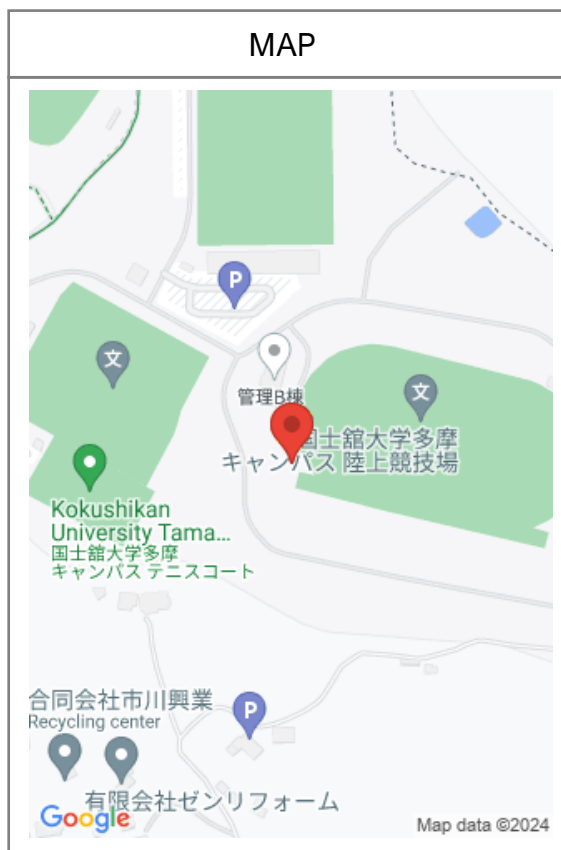 MAP
P
文
管理B棟
文
国士舘大学多摩
キャンパス 陸上競技場
Kokushikan
University Tama...
国士舘大学多摩
キャンパス テニスコート
合同会社市川興業
Recycling center
P
有限会社ゼンリフォーム
Google
Map data ©2024